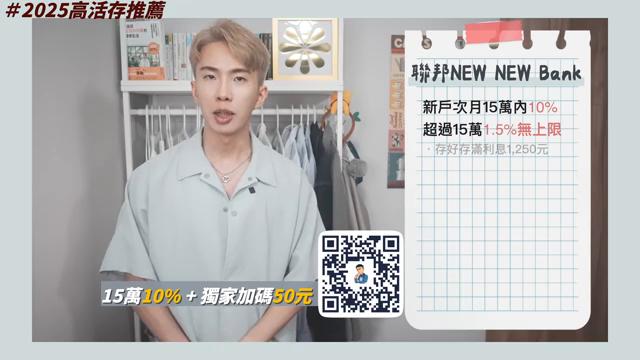 #2025高活存推薦
聯邦NEW NEW Bank
新戶次月15萬內10%
超過15萬1.5%無上限
· 存好存滿利息1,250元
15萬10% + 獨家加碼50元